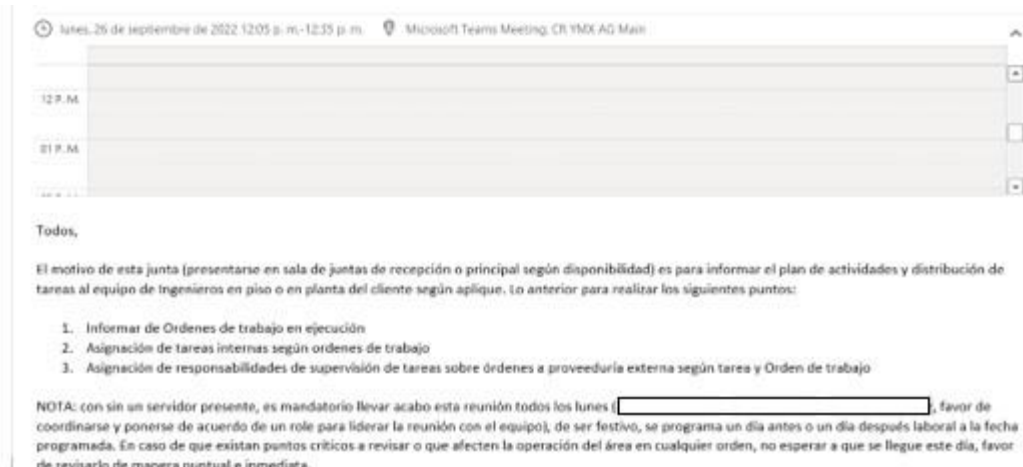 lunes, 26 de septiembre de 2022 12:05 p. m.-12:35 p. m. Microsoft Teams Meeting; CR YMX AG Main
12 P. M.
01 P. M.
Todos,
El motivo de esta junta (presentarse en sala de juntas de recepción o principal según disponibilidad) es para informar el plan de actividades y distribución de
tareas al equipo de Ingenieros en piso o en planta del cliente según aplique. Lo anterior para realizar los siguientes puntos:
1. Informar de Ordenes de trabajo en ejecución
2. Asignación de tareas internas según ordenes de trabajo
3. Asignación de responsabilidades de supervisión de tareas sobre órdenes a proveeduría externa según tarea y Orden de trabajo
NOTA: con sin un servidor presente, es mandatorio llevar acabo esta reunión todos los lunes ( ), favor de
coordinarse y ponerse de acuerdo de un role para liderar la reunión con el equipo), de ser festivo, se programa un día antes o un día después laboral a la fecha
programada. En caso de que existan puntos críticos a revisar o que afecten la operación del área en cualquier orden, no esperar a que se llegue este día, favor
de revisarlo de manera puntual e inmediata.